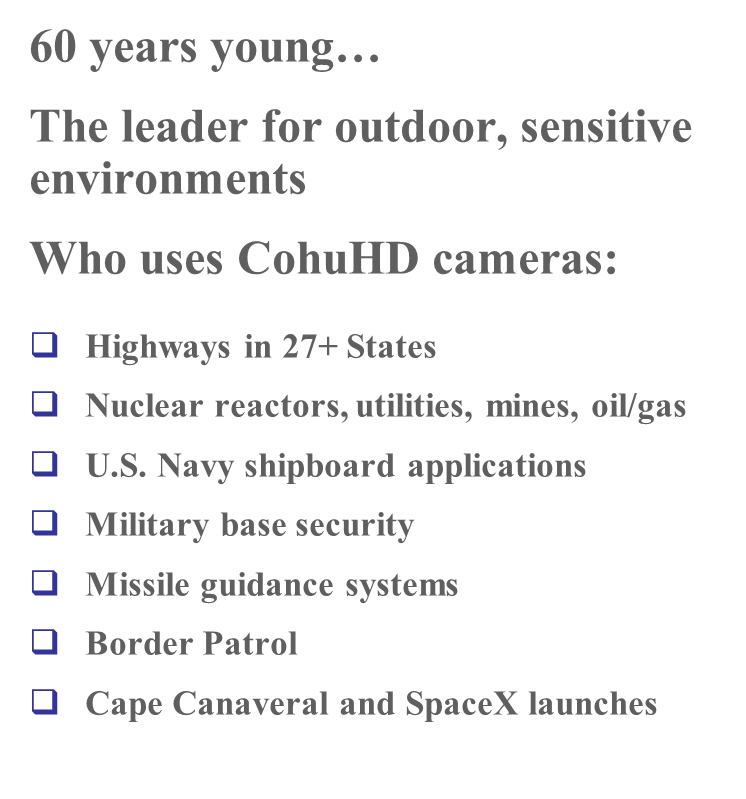 60 years young…
The leader for outdoor, sensitive
environments
Who uses CohuHD cameras:
Highways in 27+ States
Nuclear reactors, utilities, mines, oil/gas
U.S. Navy shipboard applications
Military base security
Missile guidance systems
Border Patrol
Cape Canaveral and SpaceX launches